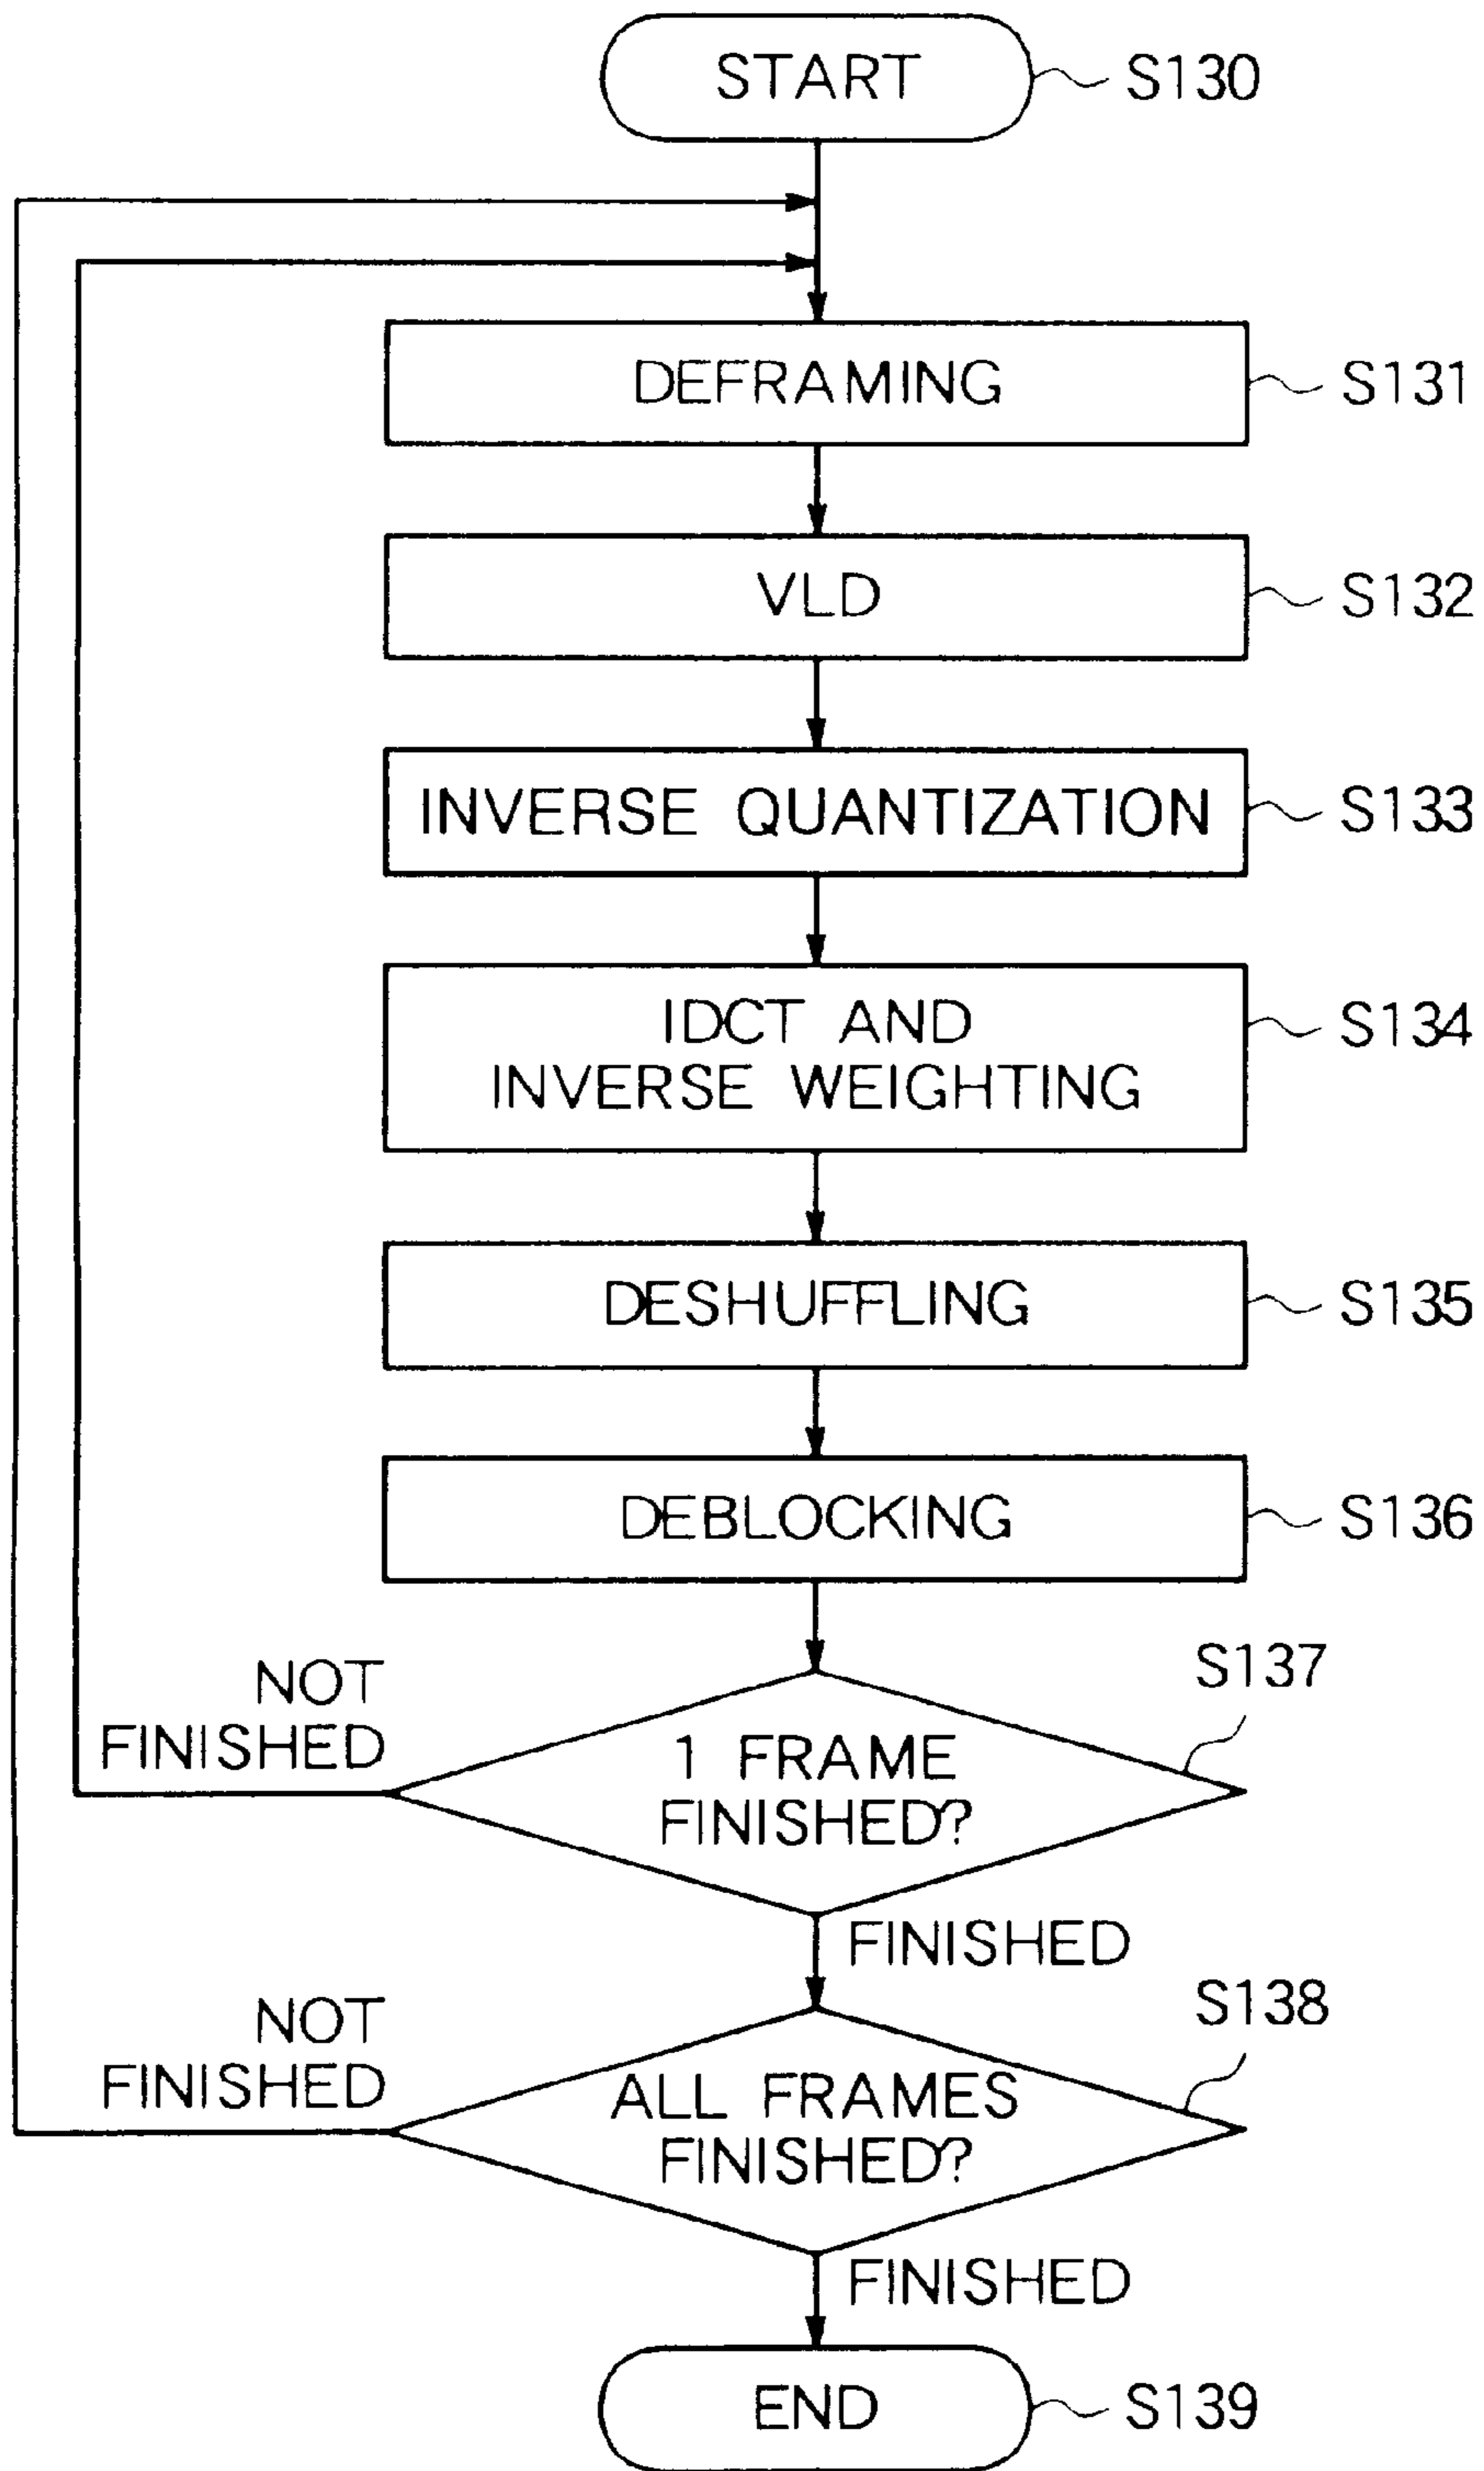 START
S130
DEFRAMING
S131
VLD
S132
INVERSE QUANTIZATION
S133
IDCT AND
INVERSE WEIGHTING
S134
DESHUFFLING
S135
DEBLOCKING
S136
NOT
FINISHED
1 FRAME
FINISHED?
S137
FINISHED
NOT
FINISHED
ALL FRAMES
FINISHED?
S138
FINISHED
END
S139